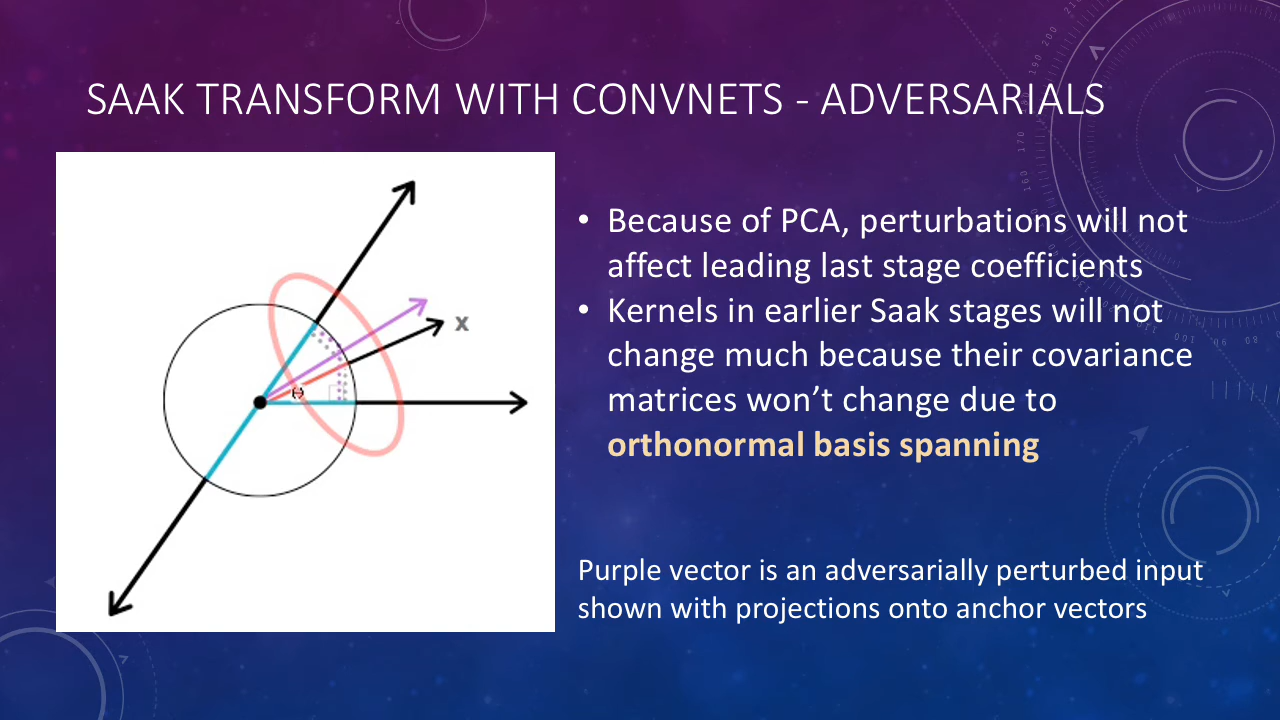 SAAK TRANSFORM WITH CONVNETS - ADVERSARIALS
• Because of PCA, perturbations will not
affect leading last stage coefficients
• Kernels in earlier Saak stages will not
change much because their covariance
matrices won’t change due to
orthonormal basis spanning
x
Θ
Purple vector is an adversarially perturbed input
shown with projections onto anchor vectors